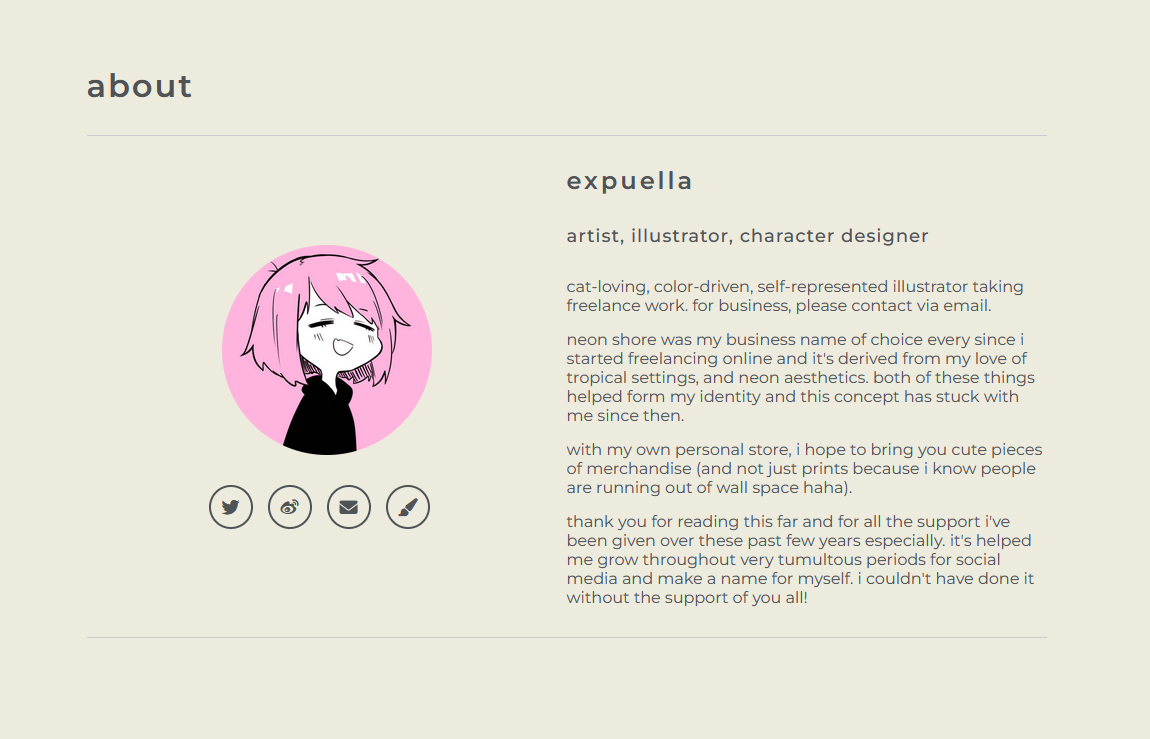 about
expuella
artist, illustrator, character designer
cat-loving, color-driven, self-represented illustrator taking
freelance work. for business, please contact via email.
neon shore was my business name of choice every since i
started freelancing online and it's derived from my love of
tropical settings, and neon aesthetics. both of these things
helped form my identity and this concept has stuck with
me since then.
with my own personal store, i hope to bring you cute pieces
of merchandise (and not just prints because i know people
are running out of wall space haha).
thank you for reading this far and for all the support i've
been given over these past few years especially. it's helped
me grow throughout very tumultous periods for social
media and make a name for myself. i couldn't have done it
without the support of you all!